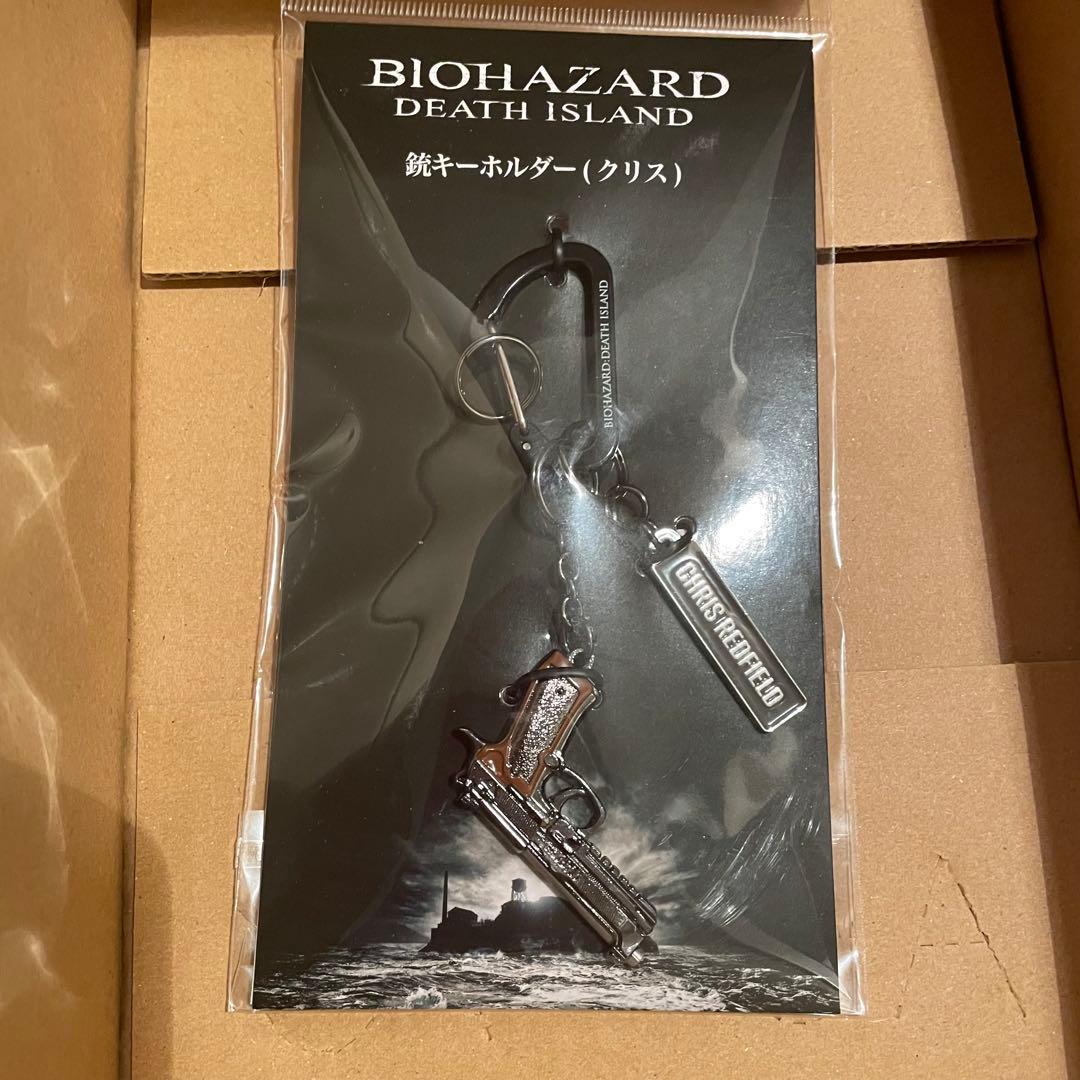 BIOHAZARD
DEATH ISLAND
銃キーホルダー(クリス)
BIOHAZARD:DEATH ISLAND
CHRIS REDFIELD